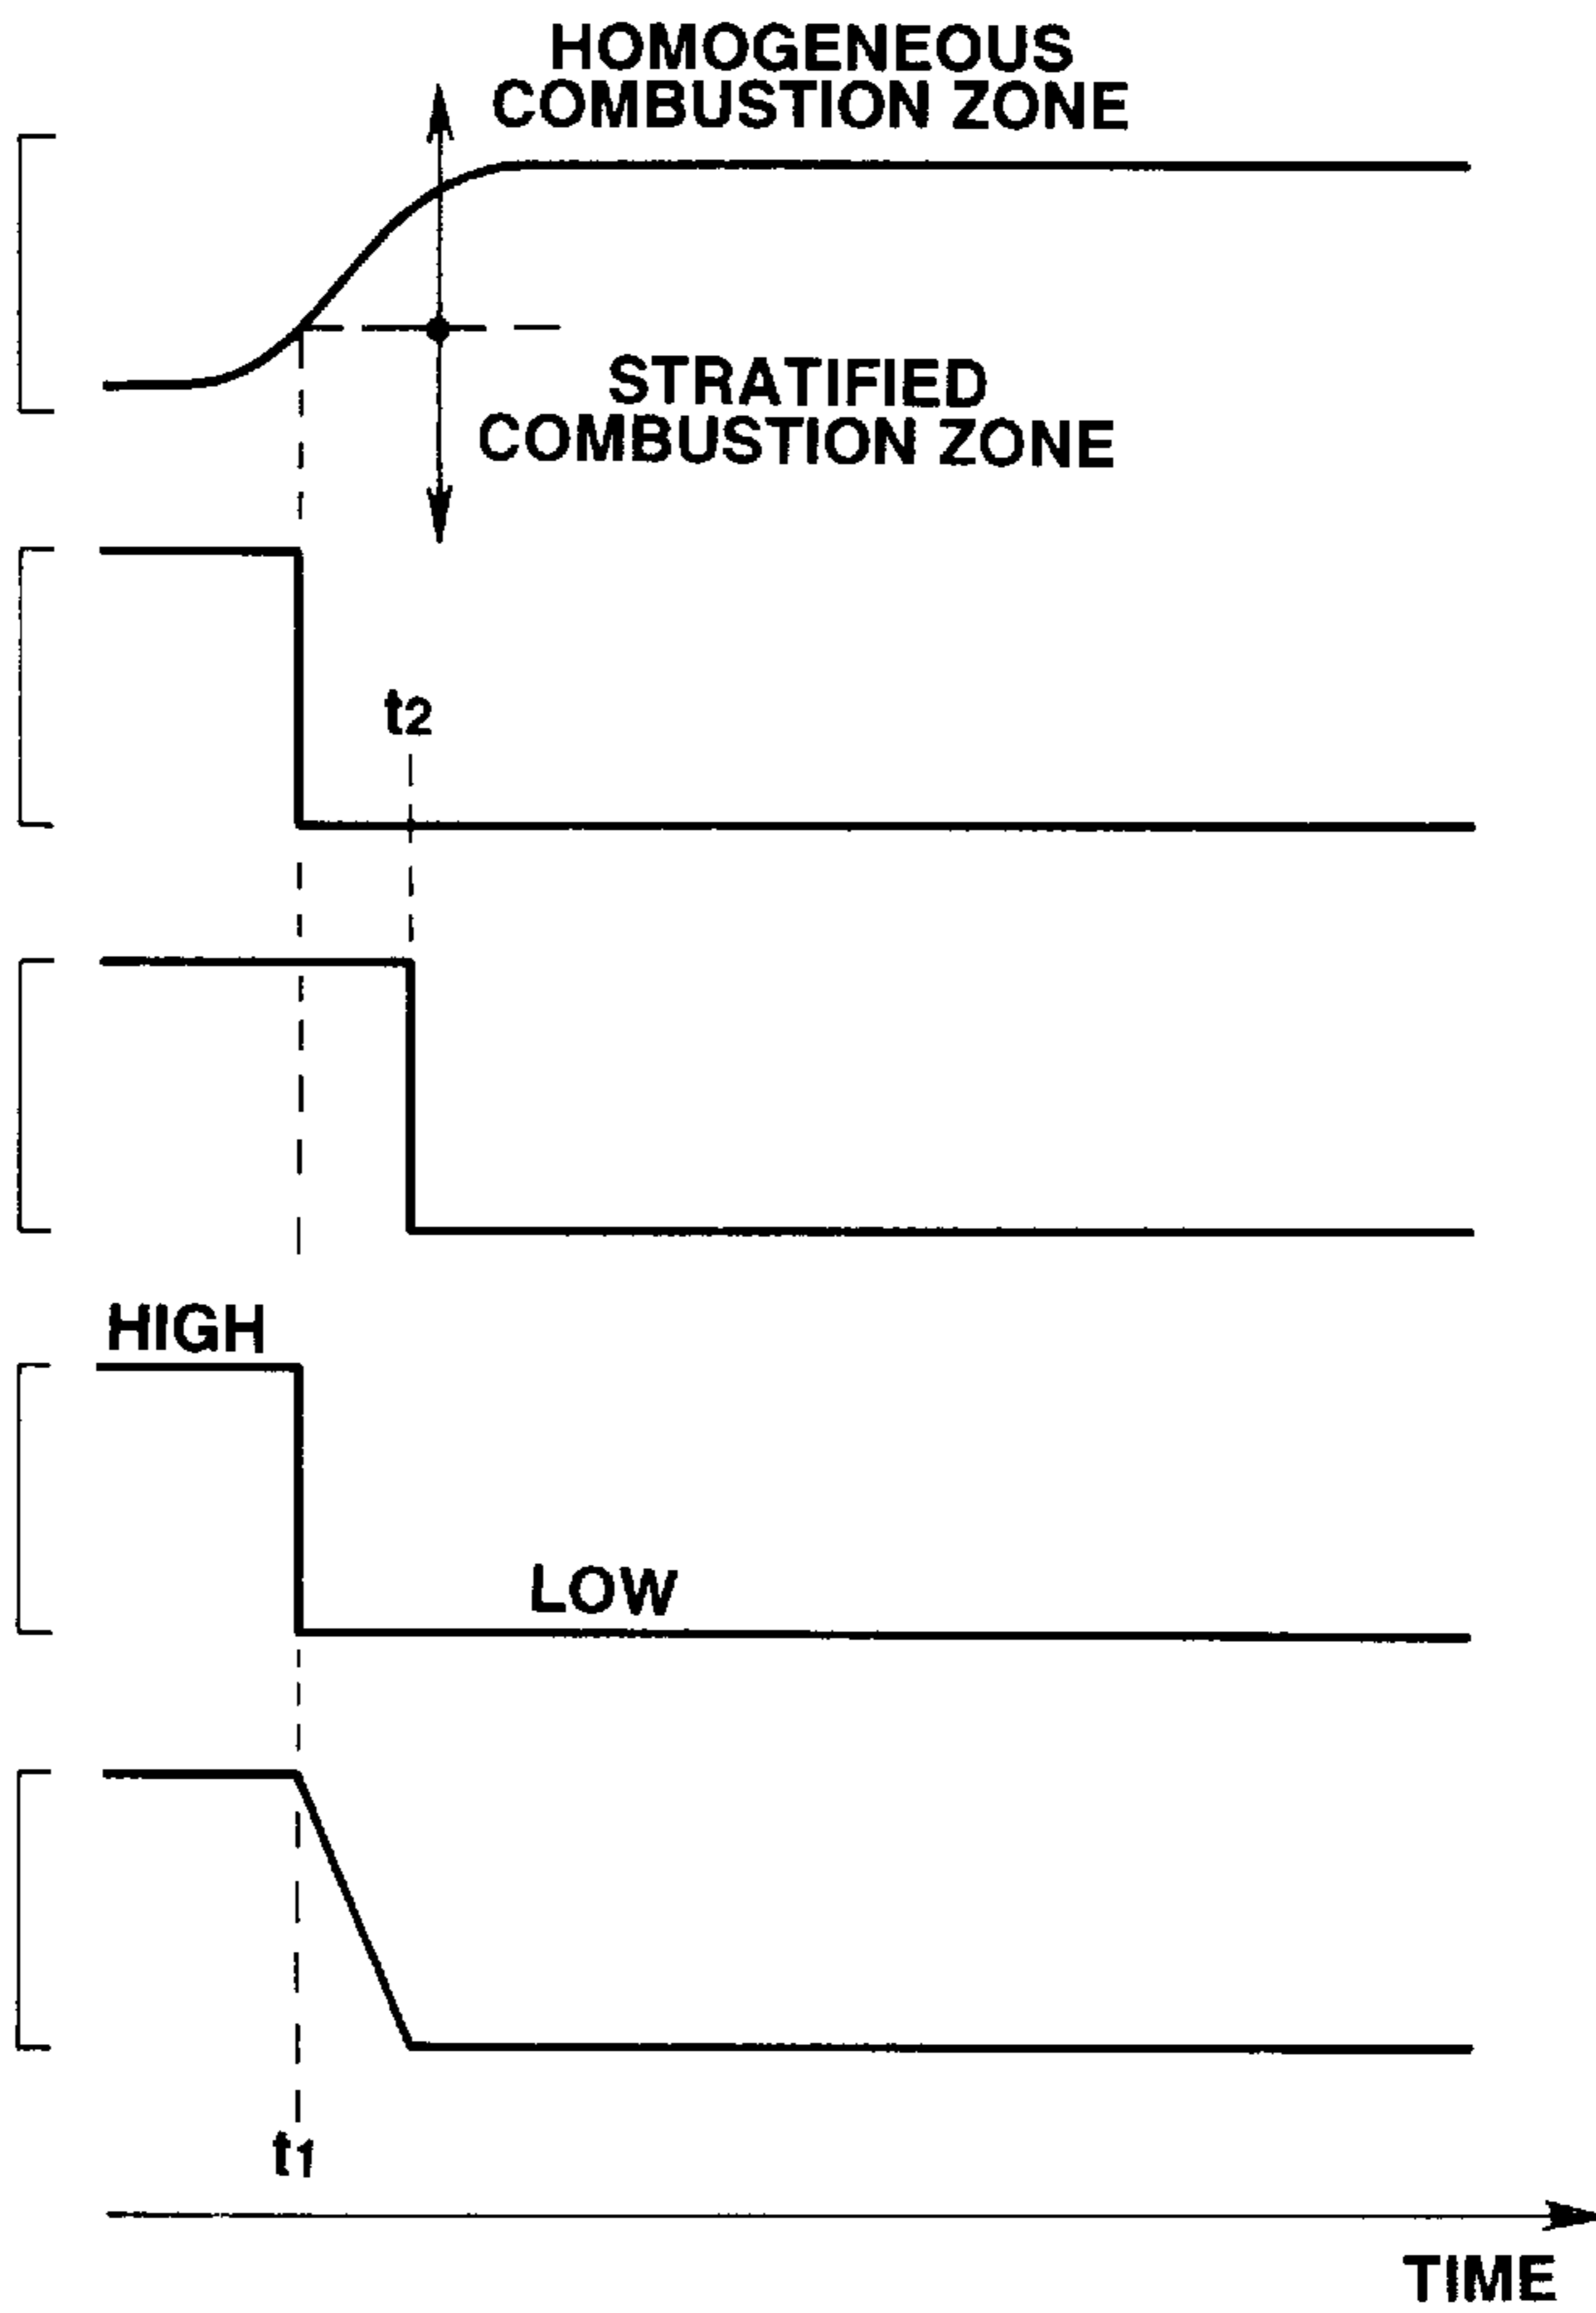 HOMOGENEOUS
COMBUSTION ZONE
STRATIFIED
COMBUSTION ZONE
t2
HIGH
LOW
t1
TIME